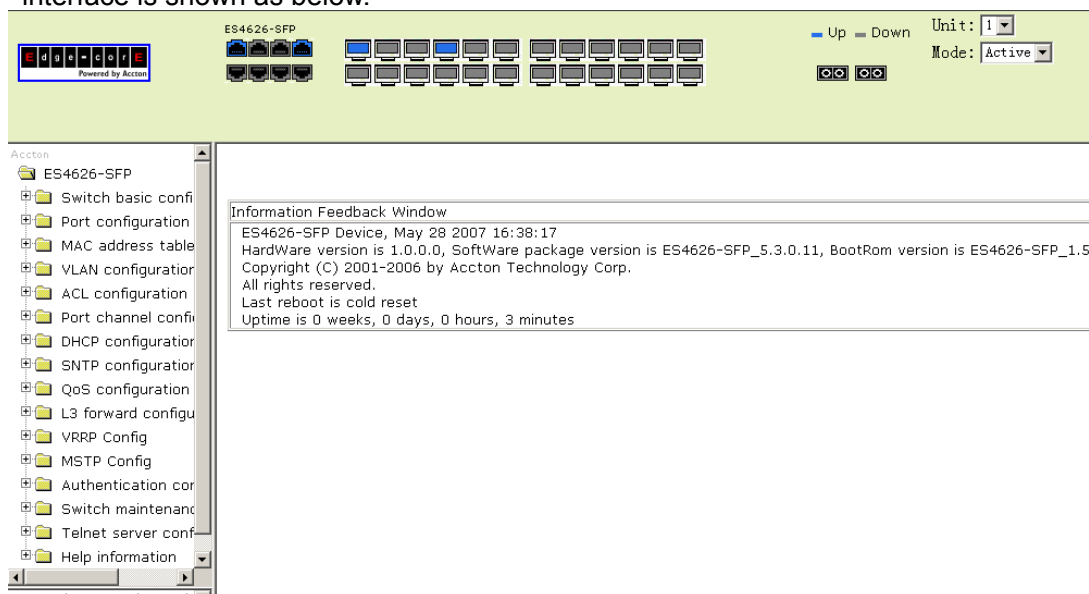 interface is shown as below.
ES4626-SFP
Up Down
Unit: 1
Mode: Active
Edge-corE
Powered by Accton
Accton
ES4626-SFP
Switch basic confi
Port configuration
MAC address table
VLAN configuration
ACL configuration
Port channel confi
DHCP configuration
SNTP configuration
QoS configuration
L3 forward configu
VRRP Config
MSTP Config
Authentication con
Switch maintenanc
Telnet server conf
Help information
Information Feedback Window
ES4626-SFP Device, May 28 2007 16:38:17
HardWare version is 1.0.0.0, SoftWare package version is ES4626-SFP_5.3.0.11, BootRom version is ES4626-SFP_1.5
Copyright (C) 2001-2006 by Accton Technology Corp.
All rights reserved.
Last reboot is cold reset
Uptime is 0 weeks, 0 days, 0 hours, 3 minutes